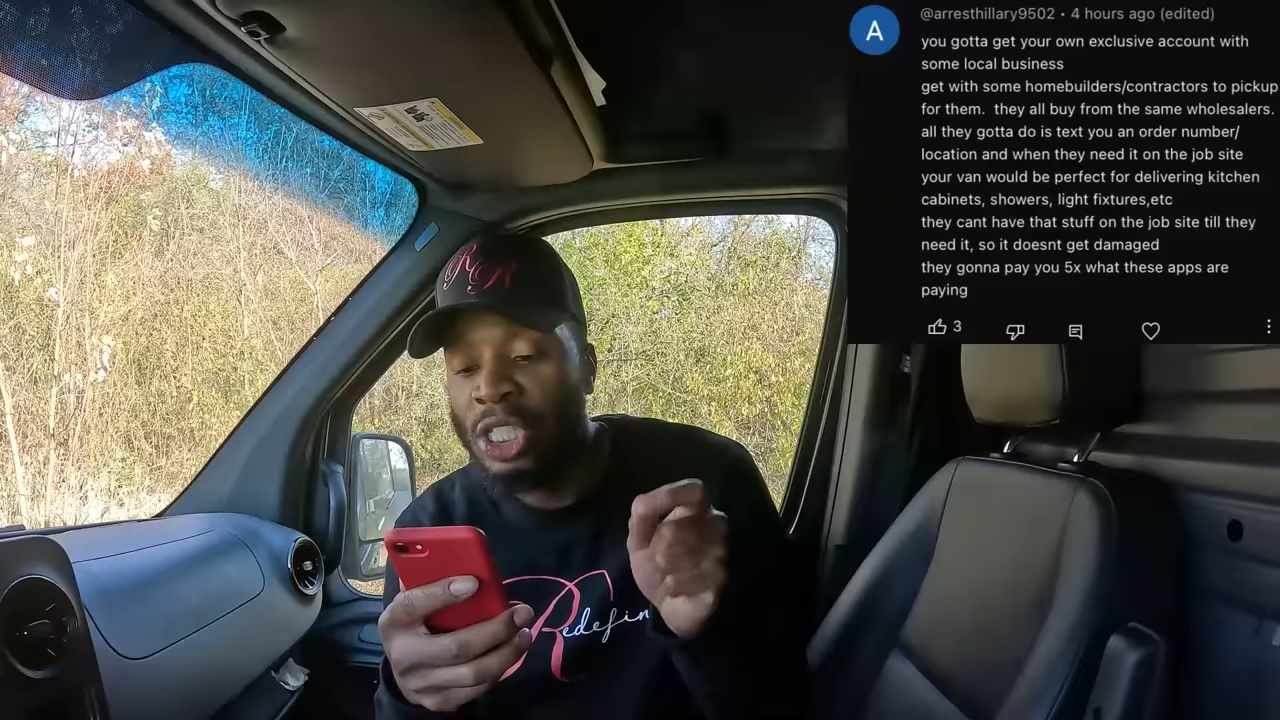 A
@arresthillary9502 • 4 hours ago (edited)
you gotta get your own exclusive account with
some local business
get with some homebuilders/contractors to pickup
for them.  they all buy from the same wholesalers.
all they gotta do is text you an order number/
location and when they need it on the job site
your van would be perfect for delivering kitchen
cabinets, showers, light fixtures,etc
they cant have that stuff on the job site till they
need it, so it doesnt get damaged
they gonna pay you 5x what these apps are
paying
3
RR
Redefin